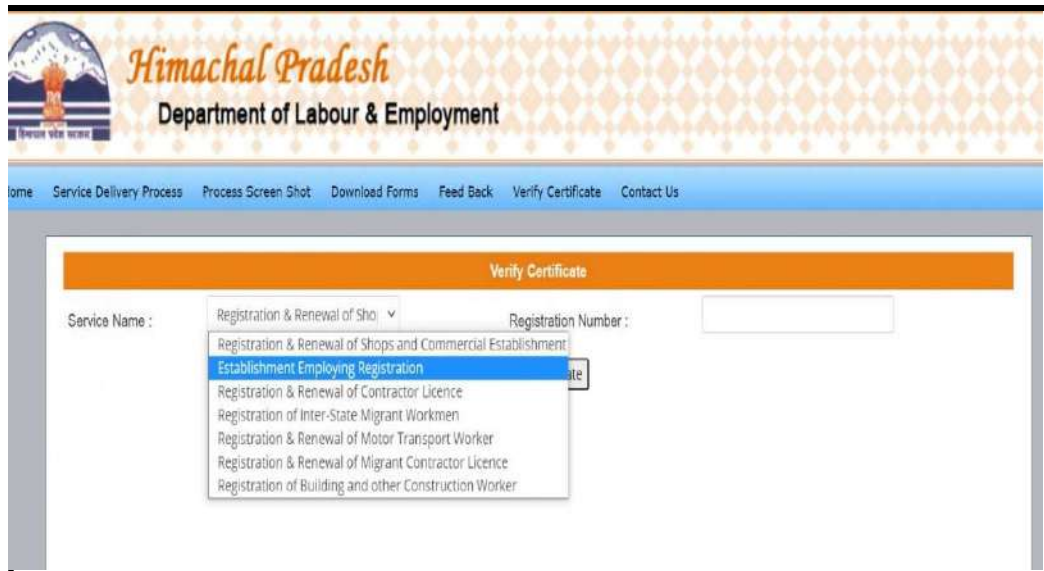 Himachal Pradesh
Department of Labour & Employment
ome Service Delivery Process Process Screen Shot Download Forms Feed Back Verify Certificate Contact Us
Verify Certificate
Service Name : Registration & Renewal of Sho Registration Number :
Registration & Renewal of Shops and Commercial Establishment
Establishment Employing Registration ate
Registration & Renewal of Contractor Licence
Registration of Inter-State Migrant Workmen
Registration & Renewal of Motor Transport Worker
Registration & Renewal of Migrant Contractor Licence
Registration of Building and other Construction Worker